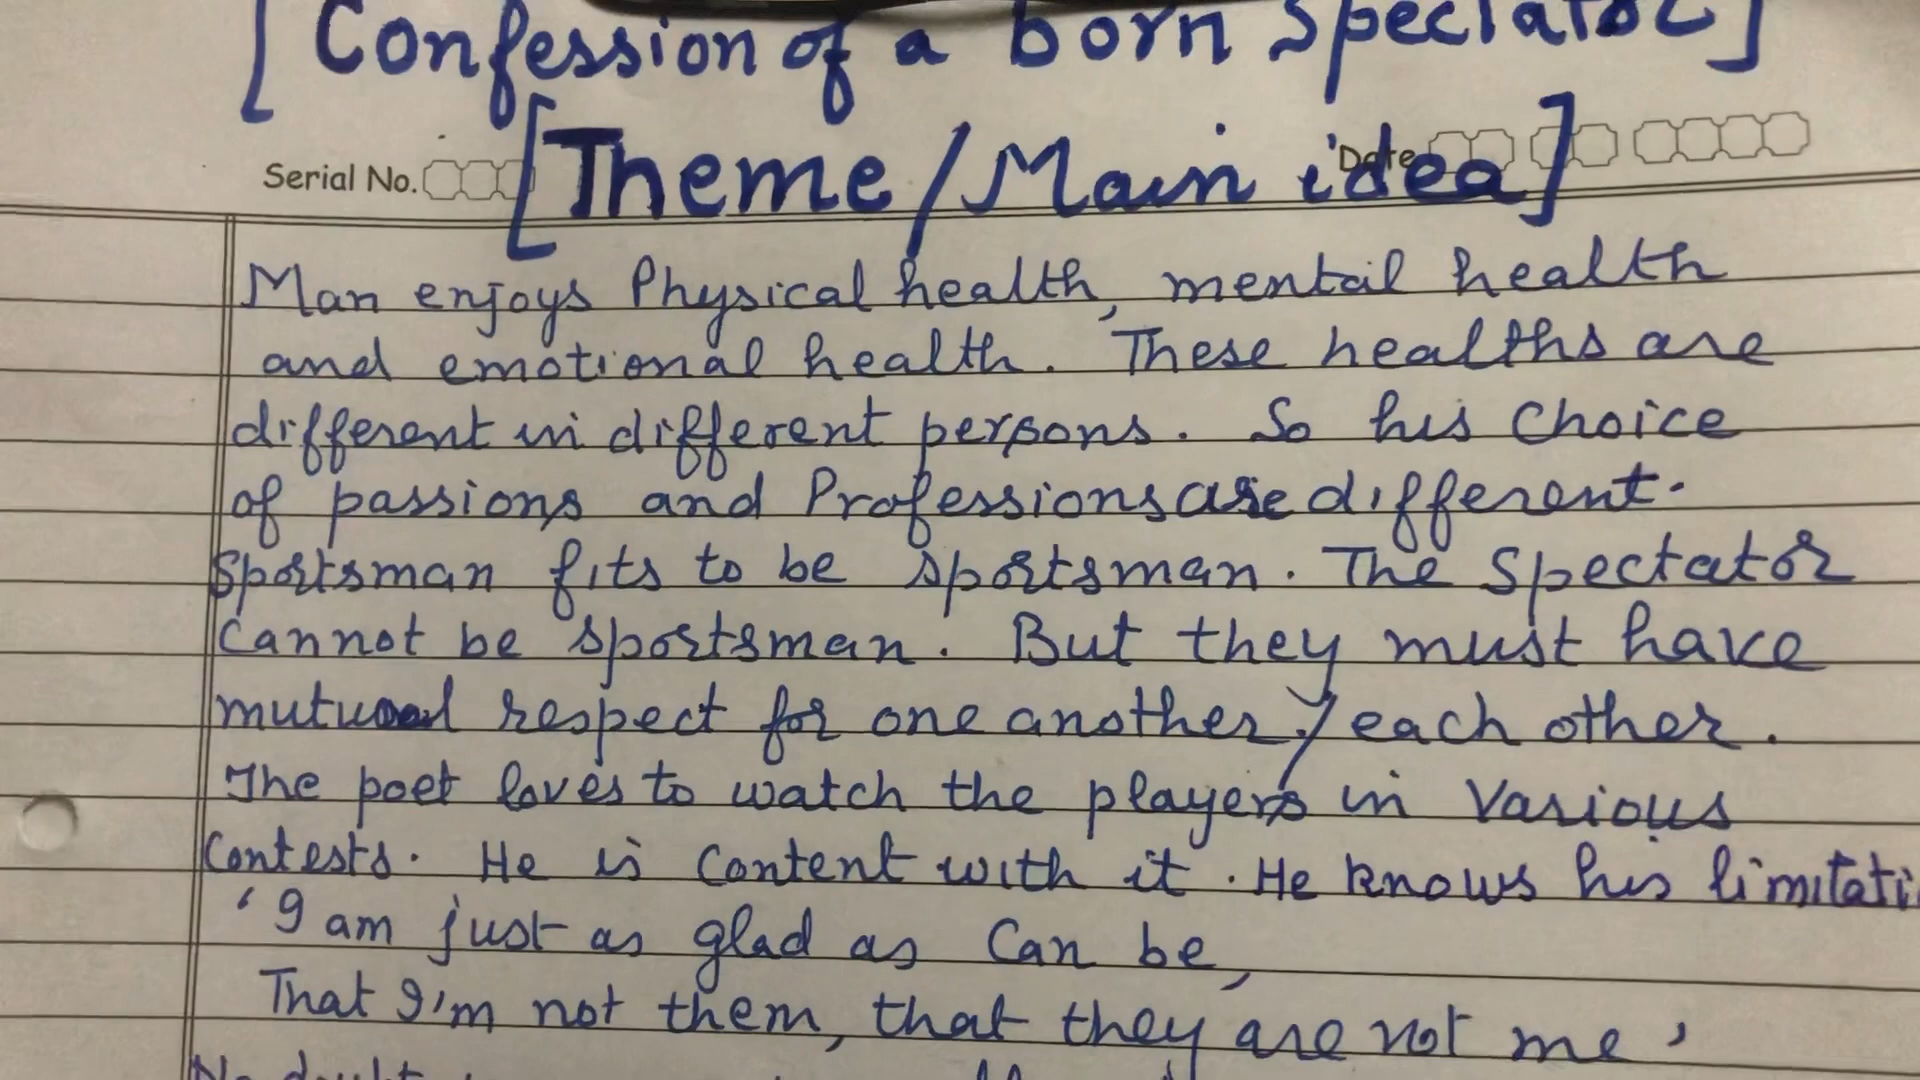 [Confession of a born Spectator]
[Theme/Main idea]
Serial No.
Date
Man enjoys Physical health, mental health
and emotional health. These healths are
different in different persons. So his Choice
of passions and Professions are different.
Sportsman fits to be sportsman. The Spectator
Cannot be sportsman. But they must have
mutual respect for one another/each other.
The poet loves to watch the players in Various
Contests. He is Content with it. He knows his limitati
'I am just as glad as Can be,
That I'm not them, that they are not me'
No doubt